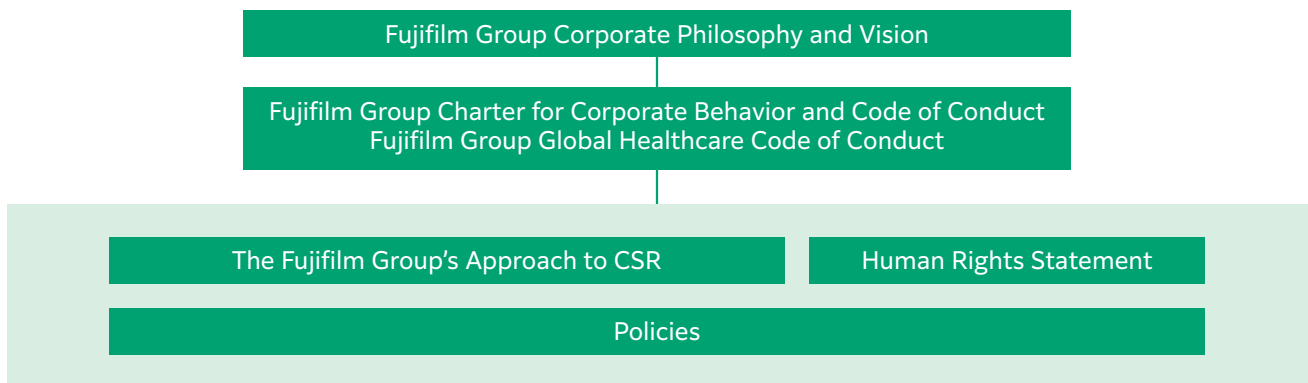 Fujifilm Group Corporate Philosophy and Vision
Fujifilm Group Charter for Corporate Behavior and Code of Conduct
Fujifilm Group Global Healthcare Code of Conduct
The Fujifilm Group’s Approach to CSR
Human Rights Statement
Policies